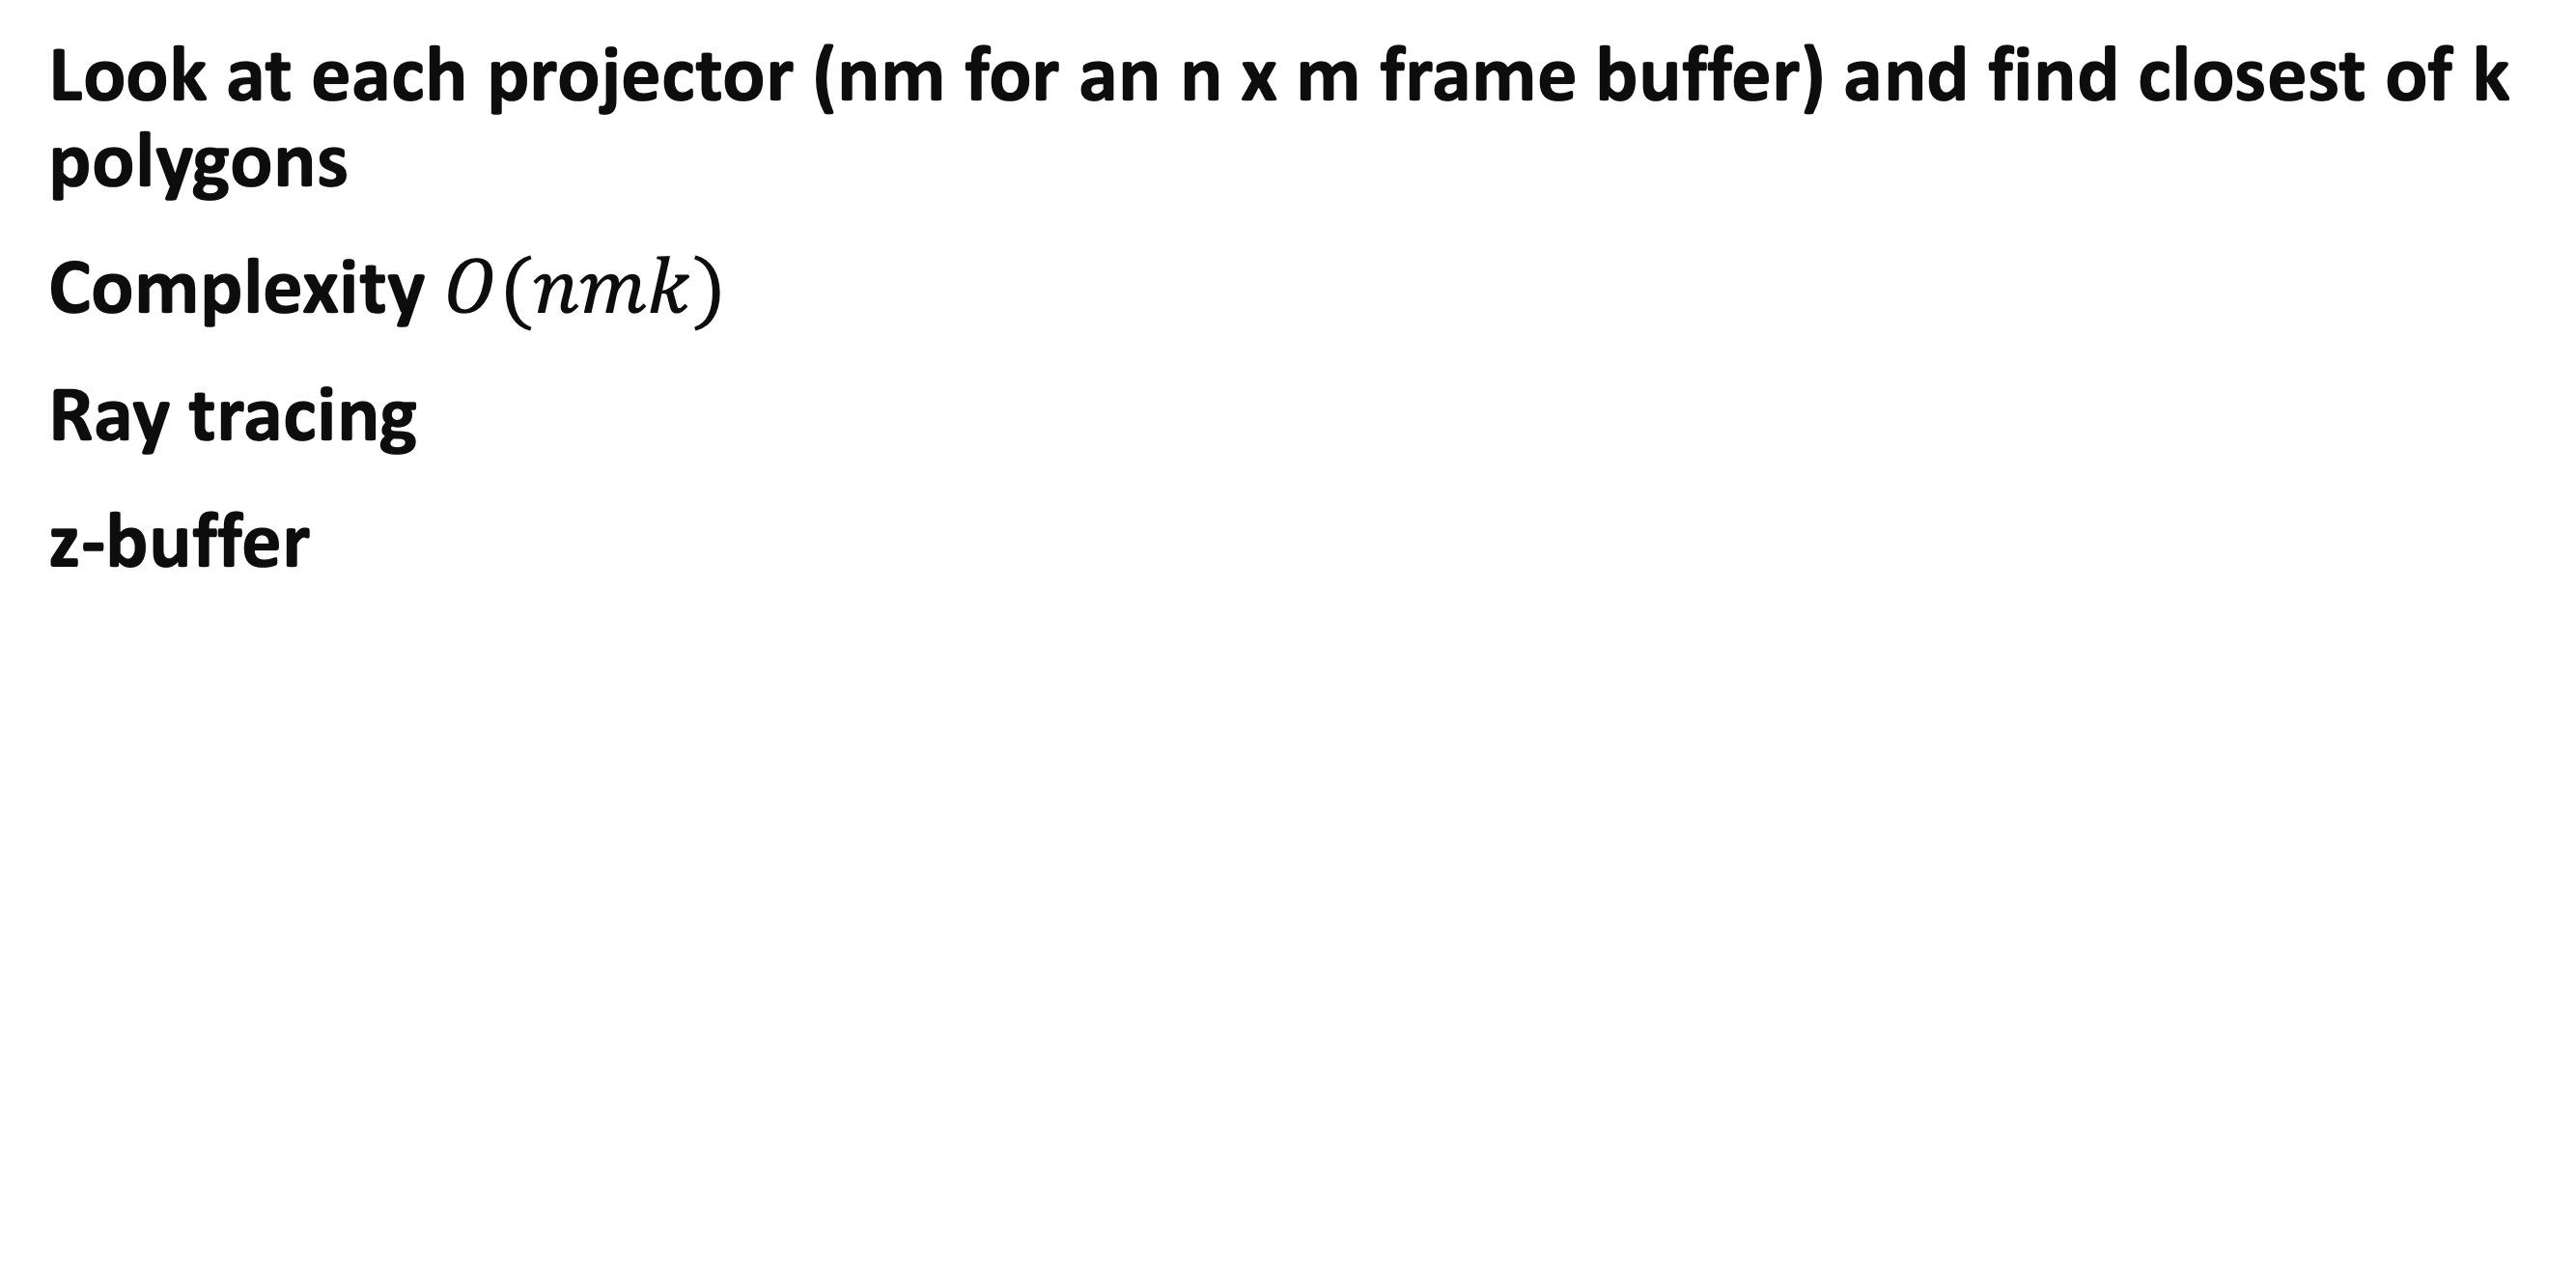 Look at each projector (nm for an n x m frame buffer) and find closest of k
polygons
Complexity O(nmk)
Ray tracing
z-buffer